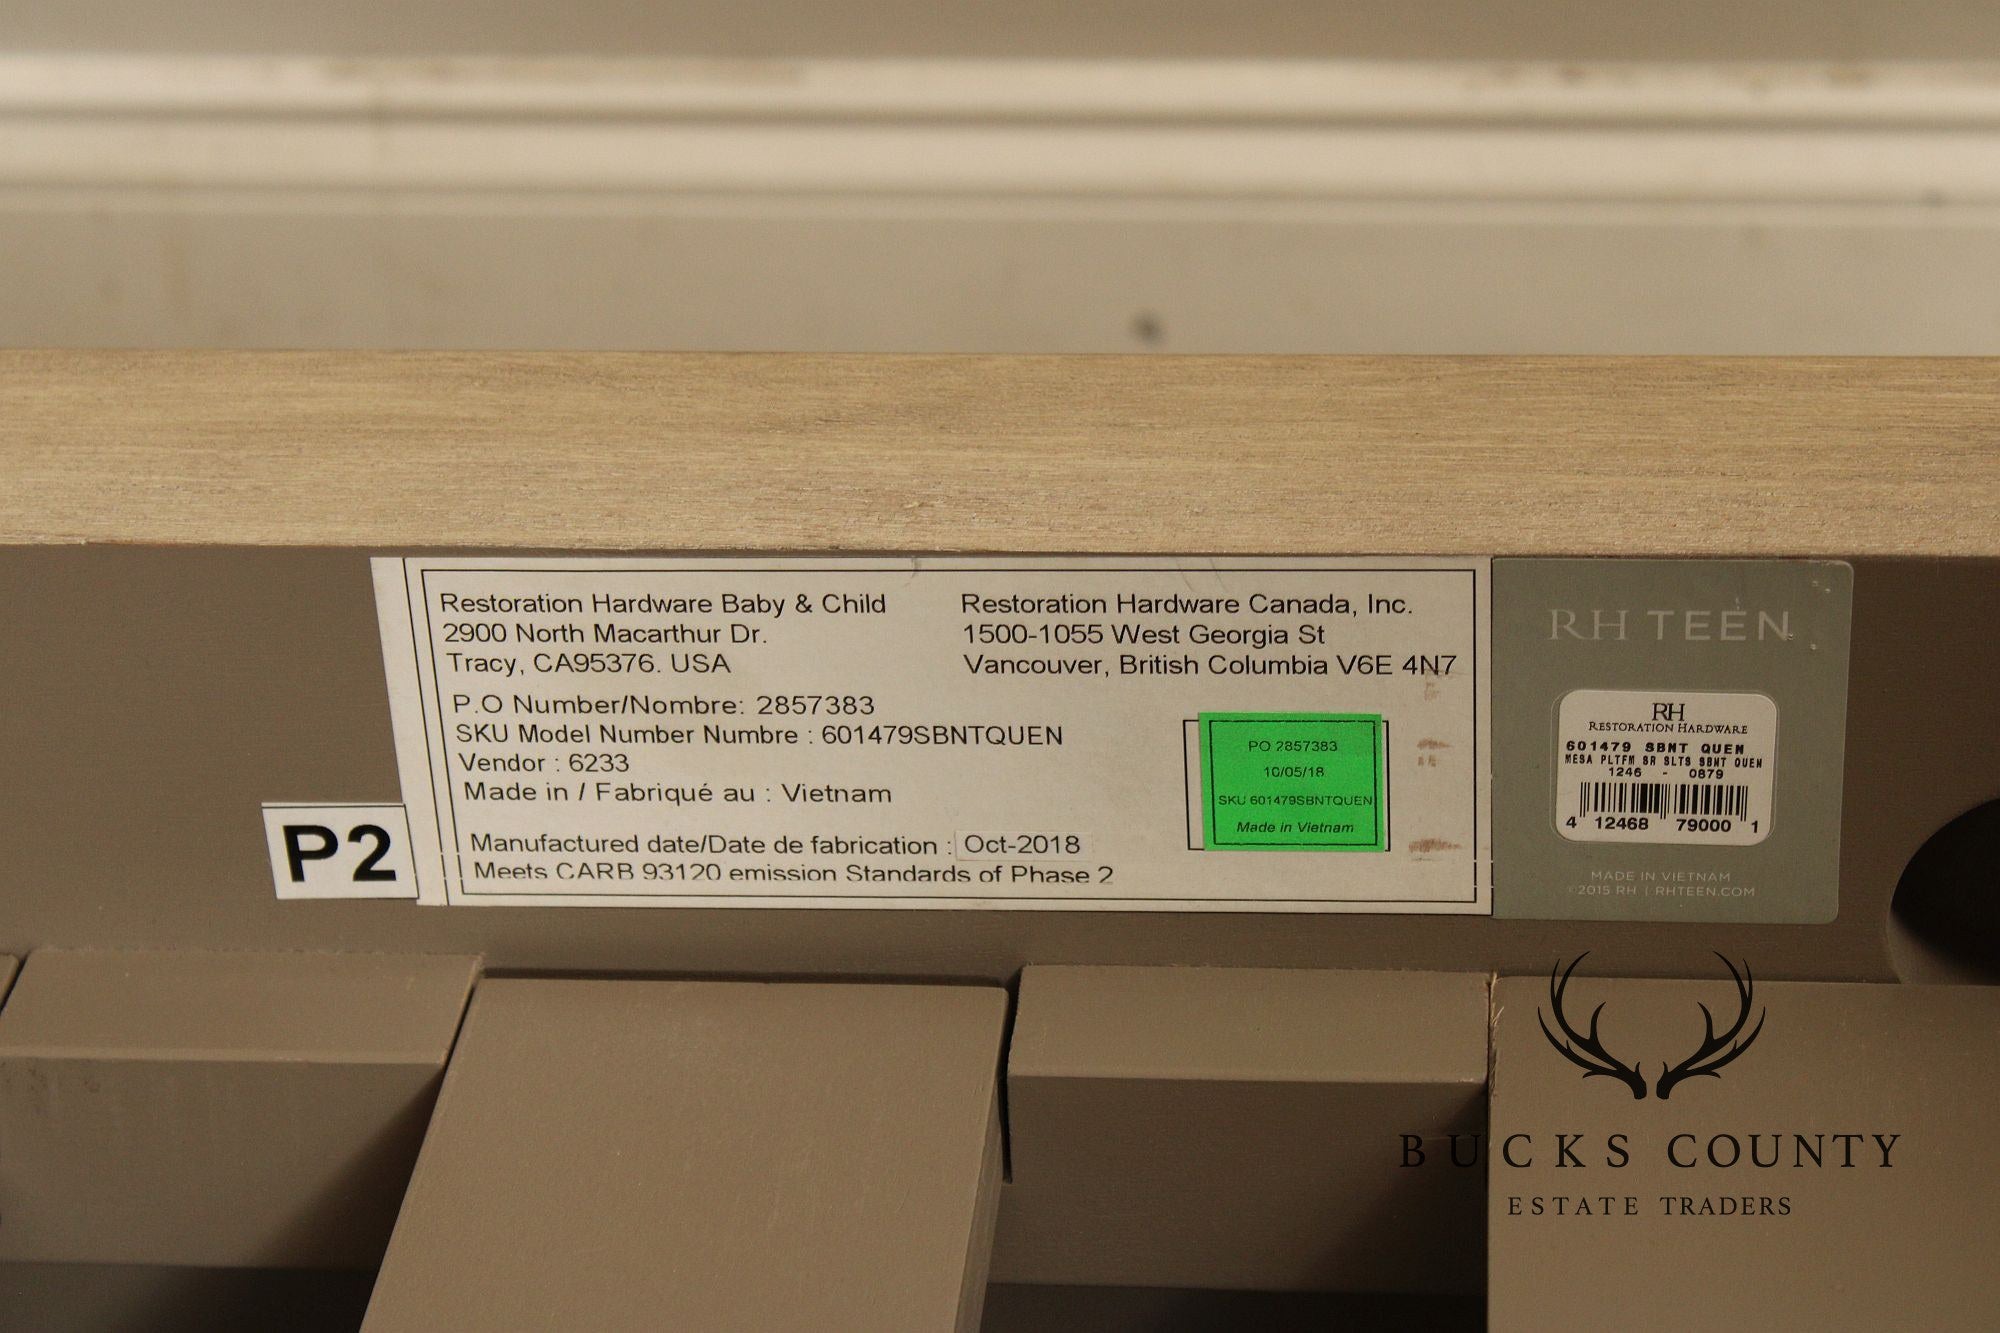 Restoration Hardware Baby & Child
2900 North Macarthur Dr.
Tracy, CA95376. USA
Restoration Hardware Canada, Inc.
1500-1055 West Georgia St
Vancouver, British Columbia V6E 4N7
P.O Number/Nombre: 2857383
SKU Model Number Numbre : 601479SBNTQUEN
Vendor : 6233
Made in / Fabriqué au : Vietnam
Manufactured date/Date de fabrication : Oct-2018
Meets CARB 93120 emission Standards of Phase 2
P2
PO 2857383
10/05/18
SKU 601479SBNTQUEN
Made in Vietnam
RH TEEN
RH
RESTORATION HARDWARE
601479 SBNT QUEN
MESA PLTFM SR SLTS SBNT QUEN
1246 - 0879
4 12468 79000 1
MADE IN VIETNAM
©2015 RH | RHTEEN.COM
BUCKS COUNTY
ESTATE TRADERS